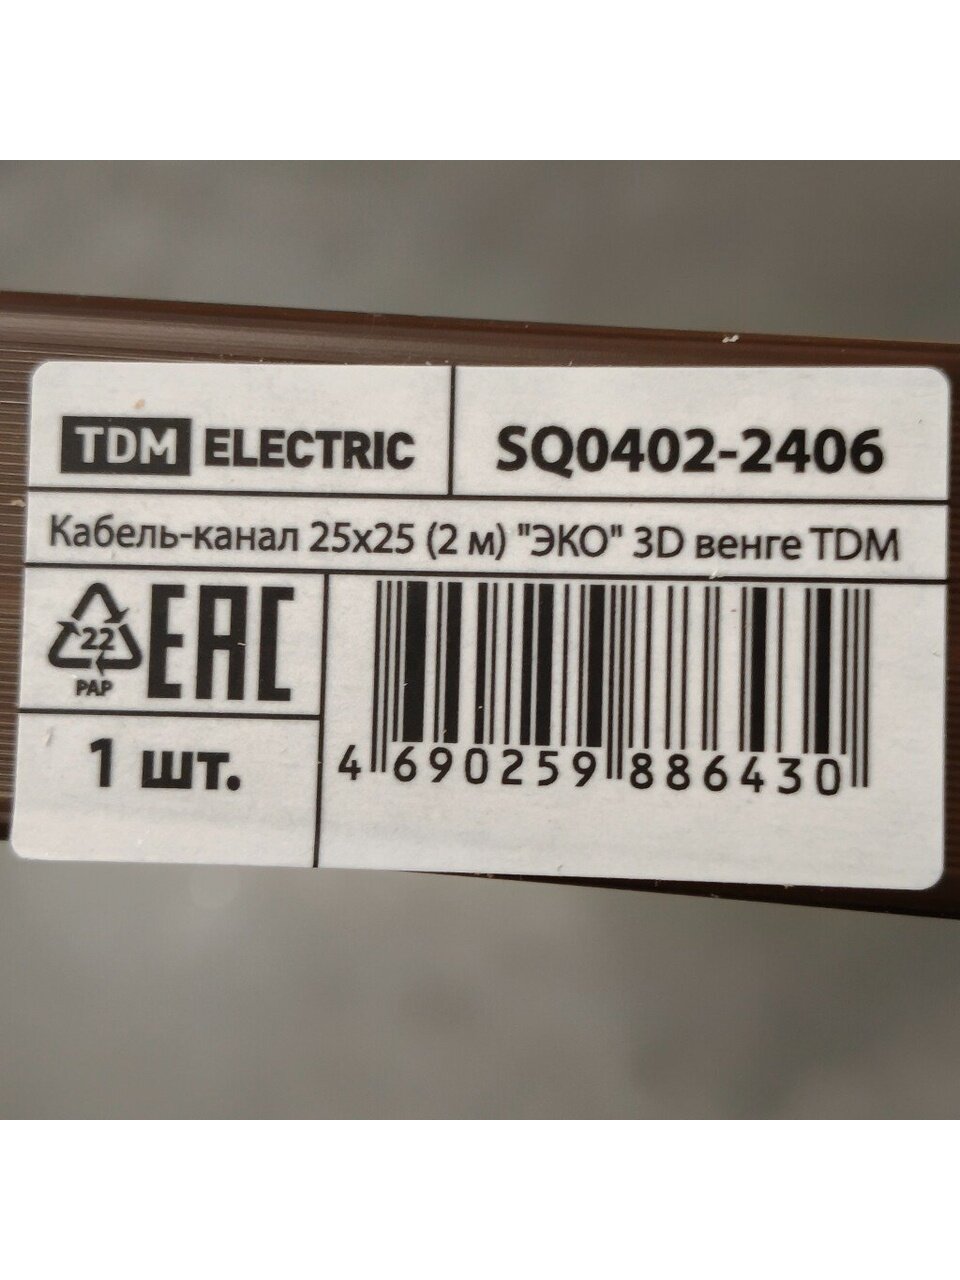 TDM ELECTRIC
SQ0402-2406
Кабель-канал 25x25 (2 м) "ЭКО" 3D венге TDM
22
PAP
EAC
1 шт.
4 690259 886430